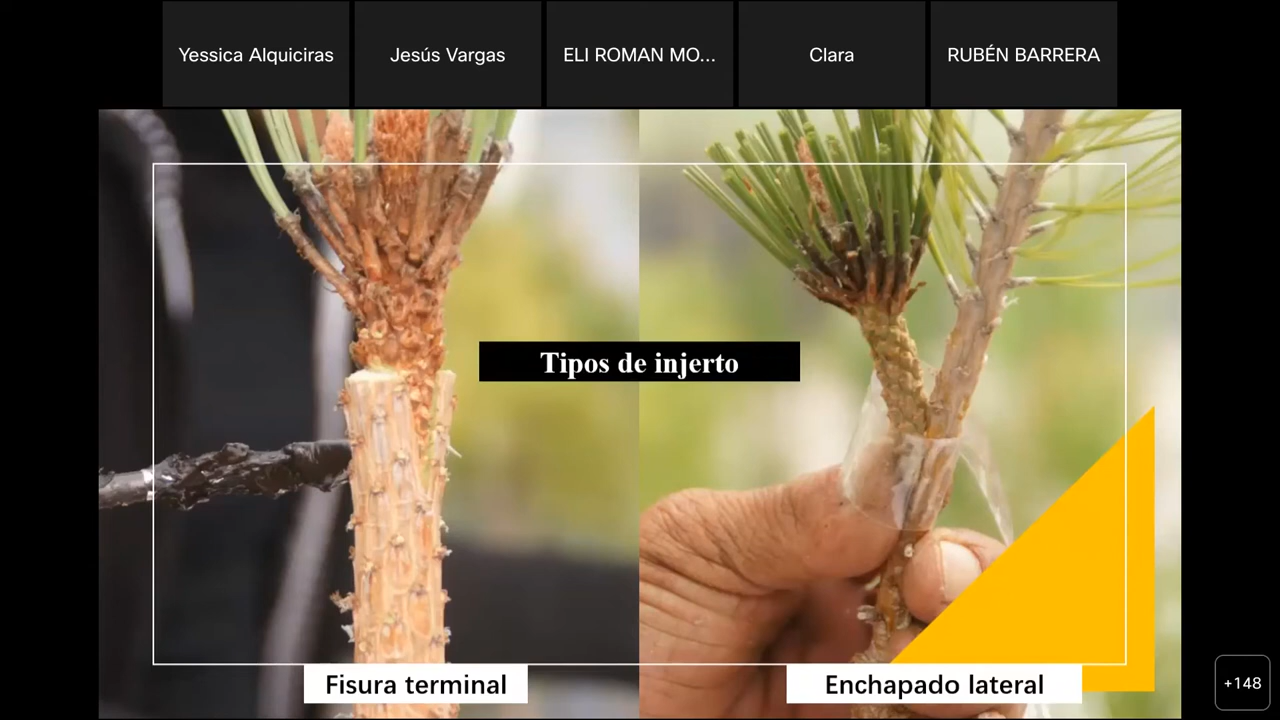 Yessica Alquiciras
Jesús Vargas
ELI ROMAN MO...
Clara
RUBÉN BARRERA
Tipos de injerto
Fisura terminal
Enchapado lateral
+148